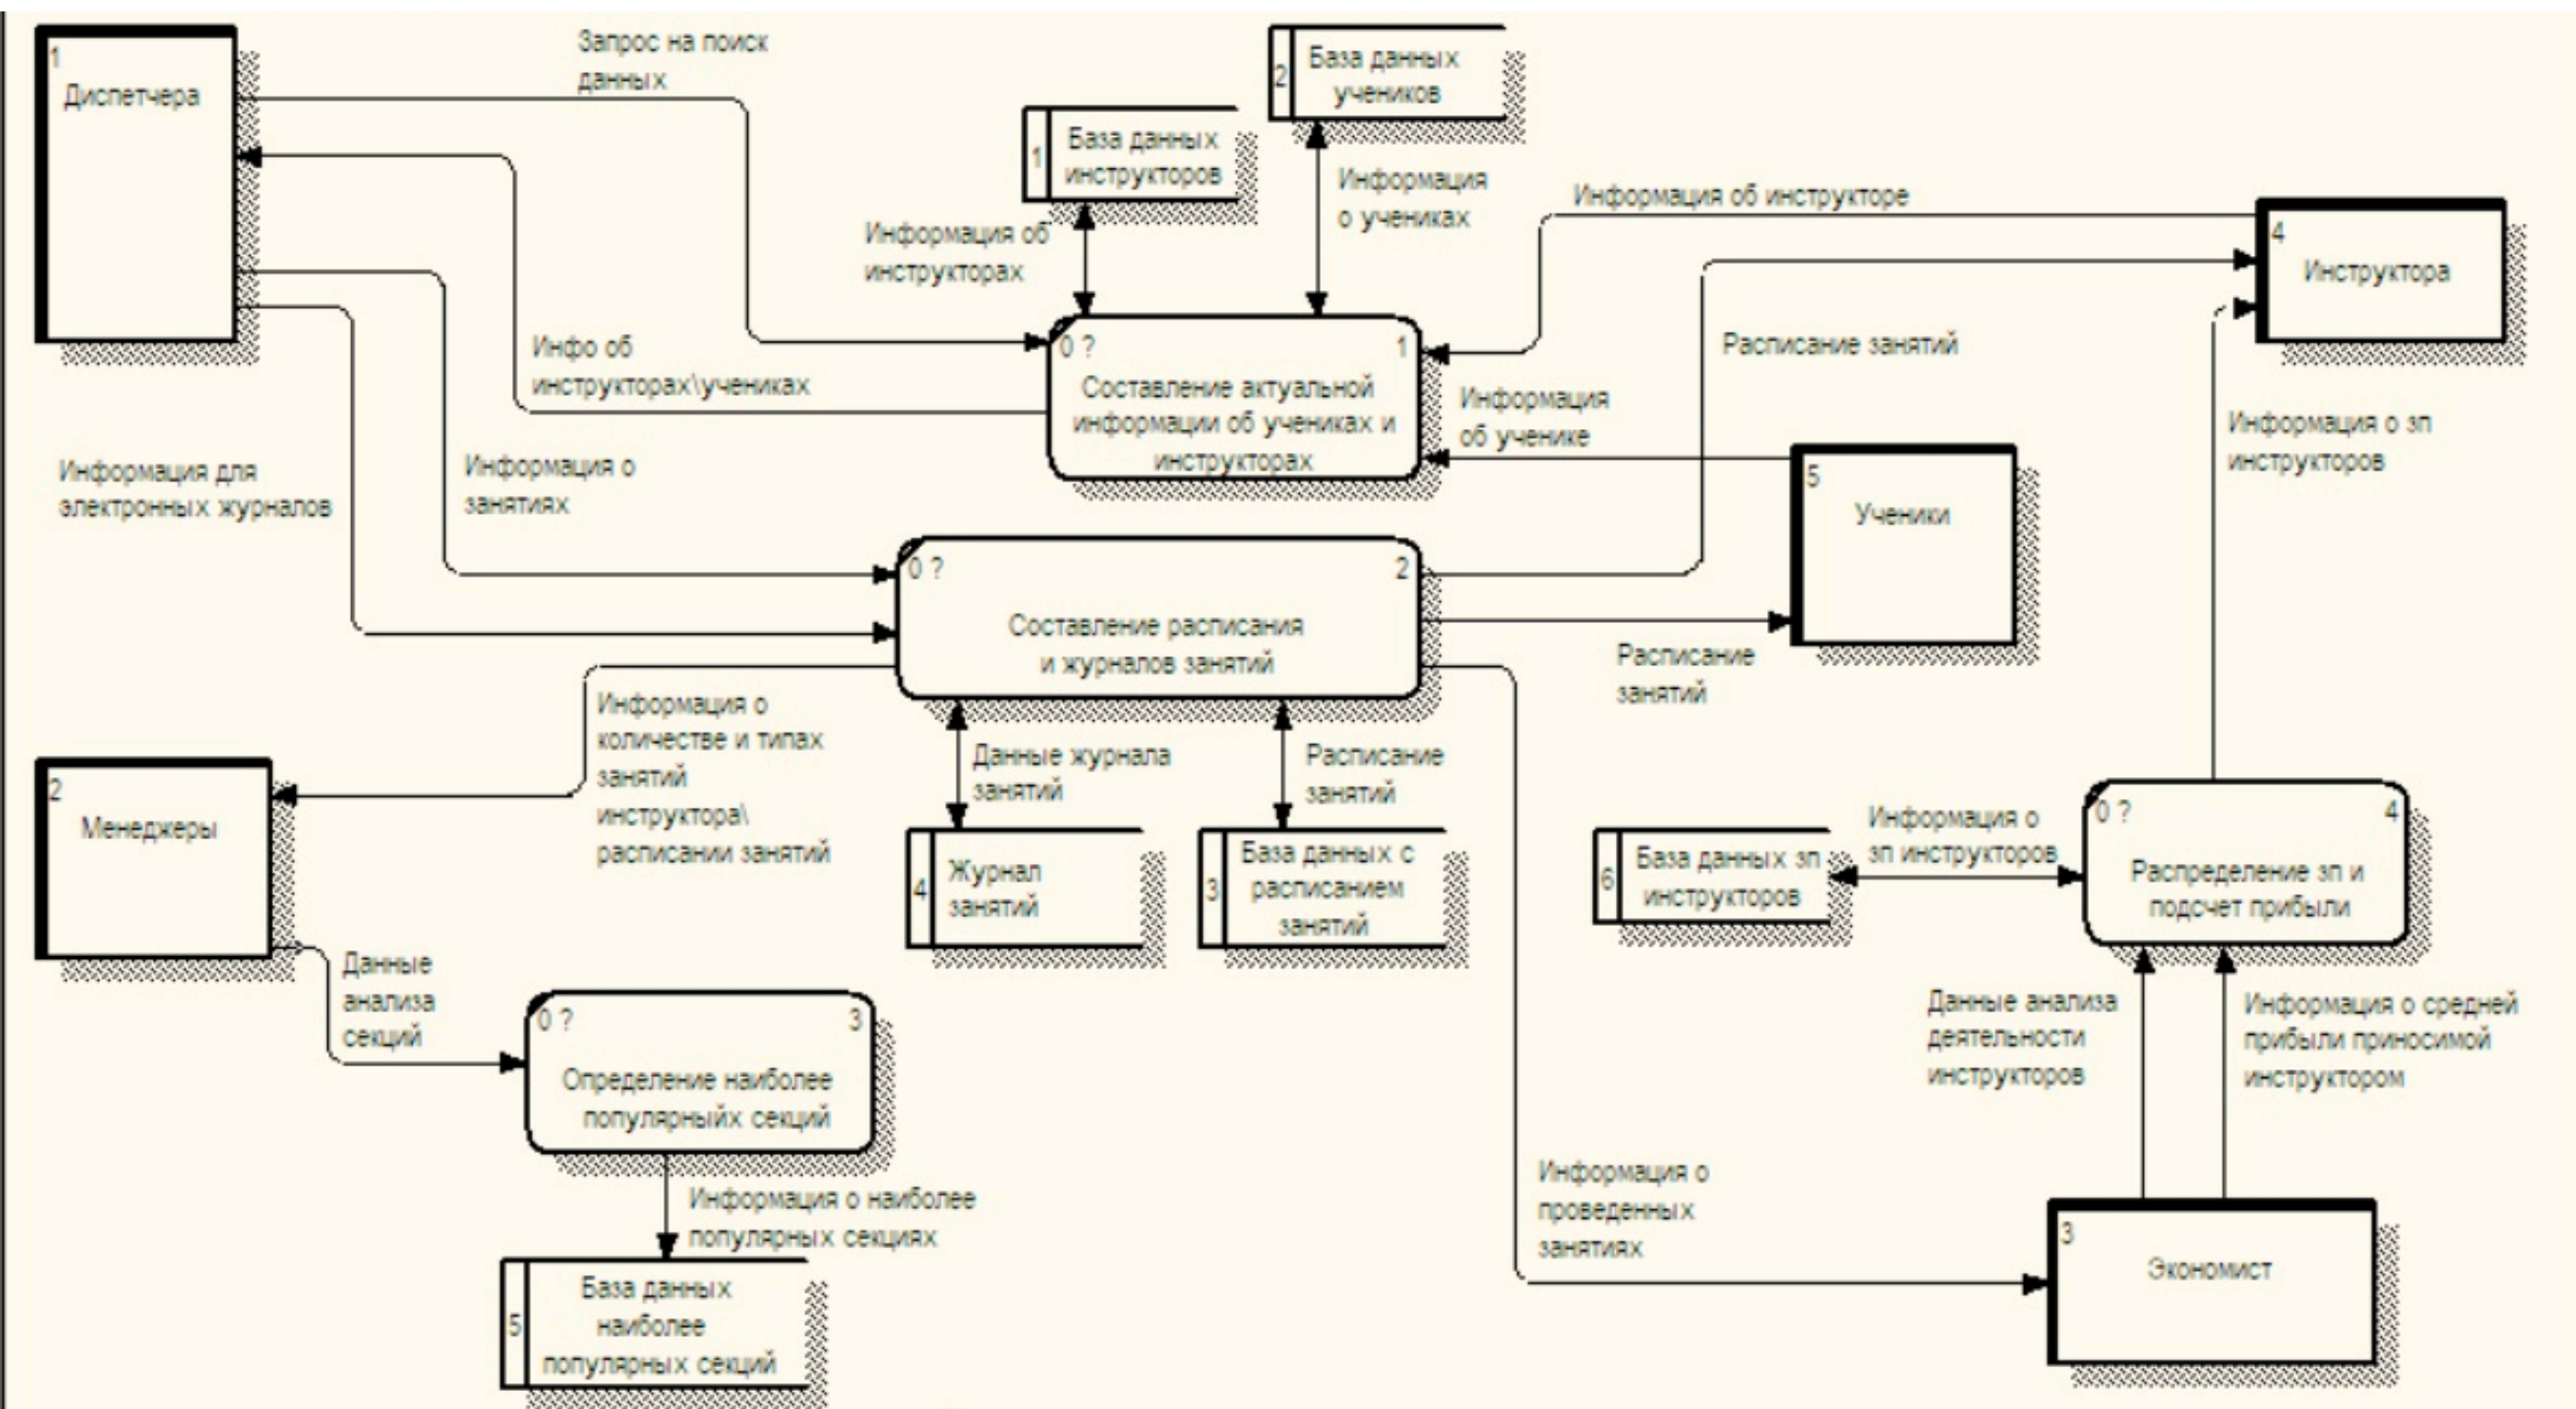 1
Диспетчера
Запрос на поиск
данных
2
База данных
учеников
1
База данных
инструкторов
Информация
о учениках
Информация об
инструкторах
Информация об инструкторе
4
Инструктора
Расписание занятий
Инфо об
инструкторах\учениках
0 ?
1
Составление актуальной
информации об учениках и
инструкторах
Информация
об ученике
Информация о зп
инструкторов
Информация для
электронных журналов
Информация о
занятиях
5
Ученики
0 ?
2
Составление расписания
и журналов занятий
Расписание
занятий
Информация о
количестве и типах
занятий
инструктора\
расписании занятий
Данные журнала
занятий
Расписание
занятий
2
Менеджеры
4
Журнал
занятий
3
База данных с
расписанием
занятий
6
База данных зп
инструкторов
Информация о
зп инструкторов
0 ?
4
Распределение зп и
подсчет прибыли
Данные
анализа
секций
0 ?
3
Определение наиболее
популярныйх секций
Данные анализа
деятельности
инструкторов
Информация о средней
прибыли приносимой
инструктором
Информация о наиболее
популярных секциях
Информация о
проведенных
занятиях
5
База данных
наиболее
популярных секций
3
Экономист